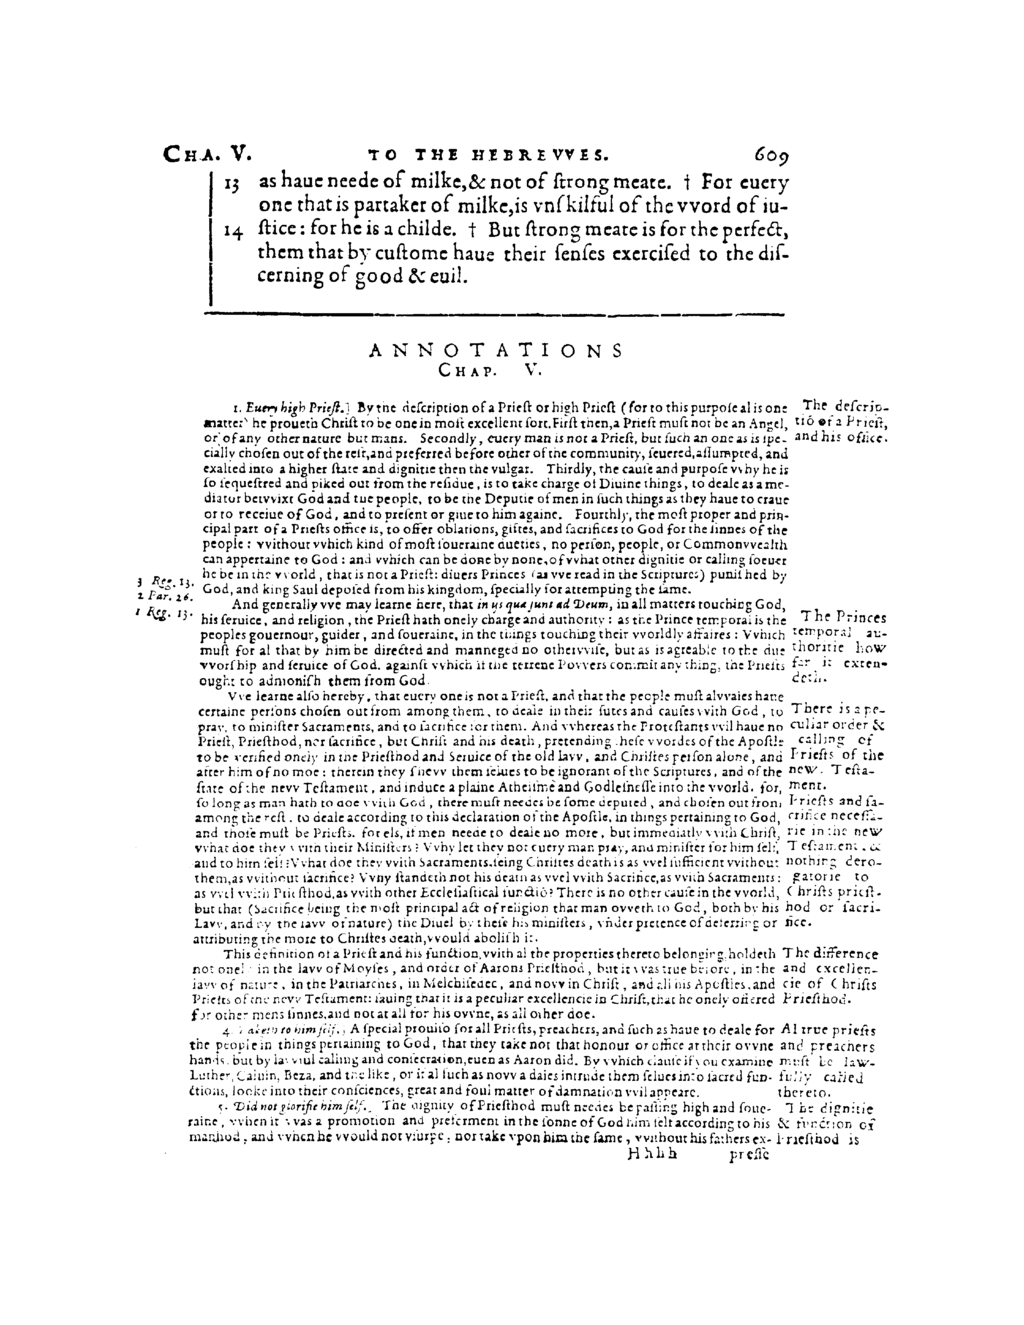 CHA. V. TO THE HEBREVVES. 609
13 as haue neede of milke,& not of ſtrong meate. † For euery
one that is partaker of milke,is vnſkilful of the vvord of iu-
14 ſtice: for he is a childe. † But ſtrong meate is for the perfect,
them that by cuſtome haue their ſenſes exerciſed to the diſ-
cerning of good & euil.
ANNOTATIONS
CHAP. V.
1. Euery high Prieſt.] By the deſcription of a Prieſt or high Prieſt (for to this purpoſe al is one
matter) he proueth Chriſt to be one in moſt excellent ſort. Firſt then,a Prieſt muſt not be an Angel,
or of any other nature but mans. Secondly, euery man is not a Prieſt, but ſuch an one as is ſpe-
cially choſen out of the reſt,and preferred before other of the community, ſeuered,aſſumpted, and
exalted into a higher ſtate and dignitie then the vulgar. Thirdly, the cauſe and purpoſe vvhy he is
ſo ſequeſtred and piked out from the reſidue, is to take charge of Diuine things, to deale as a me-
diator betvvixt God and tue people, to be the Deputie of men in ſuch things as they haue to craue
or to receiue of God, and to preſent or giue to him againe. Fourthly, the moſt proper and prin-
cipal part of a Prieſts office is, to offer oblations, giftes, and ſacrifices to God for the ſinnes of the
people: vvithout vvhich kind of moſt ſoueraine dueties, no perſon, people, or Commonvvealth
can appertaine to God: and vvhich can be done by none,of vvhat other dignitie or calling ſoeuer
he be in the vvorld, that is not a Prieſt: diuers Princes (as vve read in the Scriptures) puniſhed by
God, and king Saul depoſed from his kingdom, ſpecially for attempting the ſame.
The deſcrip-
tiō of a Prieſt,
and his office.
3 Reg. 13.
2 Par. 26.
1 Reg. 13.
And generally vve may learne here, that in ijs quæ ſunt ad Deum, in all matters touching God,
his ſeruice, and religion, the Prieſt hath onely charge and authority: as the Prince temporal is the
peoples gouernour, guider, and ſoueraine, in the things touching their vvorldly affaires: Vvhich
muſt for al that by him be directed and manneged no othervviſe, but as is agreable to the due
vvorſhip and ſeruice of God. againſt vvhich if the terrene Povvers commit any thing, the Prieſts
ought to admoniſh them from God.
The Princes
temporal au-
thoritie how
far it exten-
deth.
Vve learne alſo hereby, that euery one is not a Prieſt, and that the people muſt alvvaies haue
certaine perſons choſen out from among them, to deale in their ſutes and cauſes vvith God, to
pray, to miniſter Sacraments, and to ſacrifice for them. And vvhereas the Proteſtants vvil haue no
Prieſt, Prieſthod, nor ſacrifice, but Chriſt and his death, pretending theſe vvordes of the Apoſtle
to be verified onely in the Prieſthod and Seruice of the old lavv, and Chriſtes perſon alone, and
after him of no moe: therein they ſhevv them ſelues to be ignorant of the Scriptures, and of the
ſtate of the nevv Teſtament, and induce a plaine Atheiſme and Godleſneſſe into the vvorld. for,
ſo long as man hath to doe vvith God, there muſt needes be ſome deputed, and choſen out from
among the reſt, to deale according to this declaration of the Apoſtle, in things pertaining to God,
and thoſe muſt be Prieſts. for els, if men neede to deale no more, but immediatly vvith Chriſt,
vvhat doe they vvith their Miniſters? Vvhy let they not euery man pray, and miniſter for him ſelf,
and to him ſelf? Vvhat doe they vvith Sacraments, ſeing Chriſtes death is as vvel ſufficient vvithout
them,as vvithout ſacrifice? Vvhy ſtandeth not his death as vvel vvith Sacrifice,as vvith Sacraments:
as vvel vvith Prieſthod,as vvith other Eccleſiaſtical functiō? There is no other cauſe in the vvorld,
but that (Sacrifice being the moſt principal act of religion that man ovveth to God, both by his
Lavv, and by the lavv of nature) the Diuel by theſe his miniſters, vnder pretence of deferring or
attributing the more to Chriſtes death,vvould aboliſh it.
There is a pe-
culiar order &
calling of
Prieſts of the
new. Teſta-
ment.
Prieſts and ſa-
crifice neceſſa-
rie in the new
Teſtament, &
nothing dero-
gatorie to
Chriſts prieſt-
hod or ſacri-
fice.
This definition of a Prieſt and his function,vvith al the properties thereto belonging,holdeth
not onely in the lavv of Moyſes, and order of Aarons Prieſthod, but it vvas true before, in the
lavv of nature, in the Patriarches, in Melchiſedec, and novv in Chriſt, and all his Apoſtles,and
Prieſts of the nevv Teſtament: ſauing that it is a peculiar excellencie in Chriſt,that he onely offered
for other mens ſinnes,and not at all for his ovvne, as all other doe.
The difference
and excellen-
cie of Chriſts
Prieſthod.
4. taketh to him ſelf.] A ſpecial prouiſo for all Prieſts, preachers, and ſuch as haue to deale for
the people in things pertaining to God, that they take not that honour or office at their ovvne
hands, but by lavvful calling and conſecration,euen as Aaron did. By vvhich clauſe if you examine
Luther, Caluin, Beza, and the like, or if al ſuch as novv a daies intrude them ſelues into ſacred fun-
ctions, looke into their conſciences, great and foul matter of damnation vvil appeare.
Al true prieſts
and preachers
muſt be law-
fully called
thereto.
5. Did not glorifie him ſelf.] The dignity of Prieſthod muſt needes be paſſing high and ſoue-
raine, vvhen it vvas a promotion and preferment in the ſonne of God him ſelf according to his
manhod, and vvhen he vvould not vſurpe, nor take vpon him the ſame, vvithout his fathers ex-
The dignitie
& function of
Prieſthod is
Hhhh preſſe